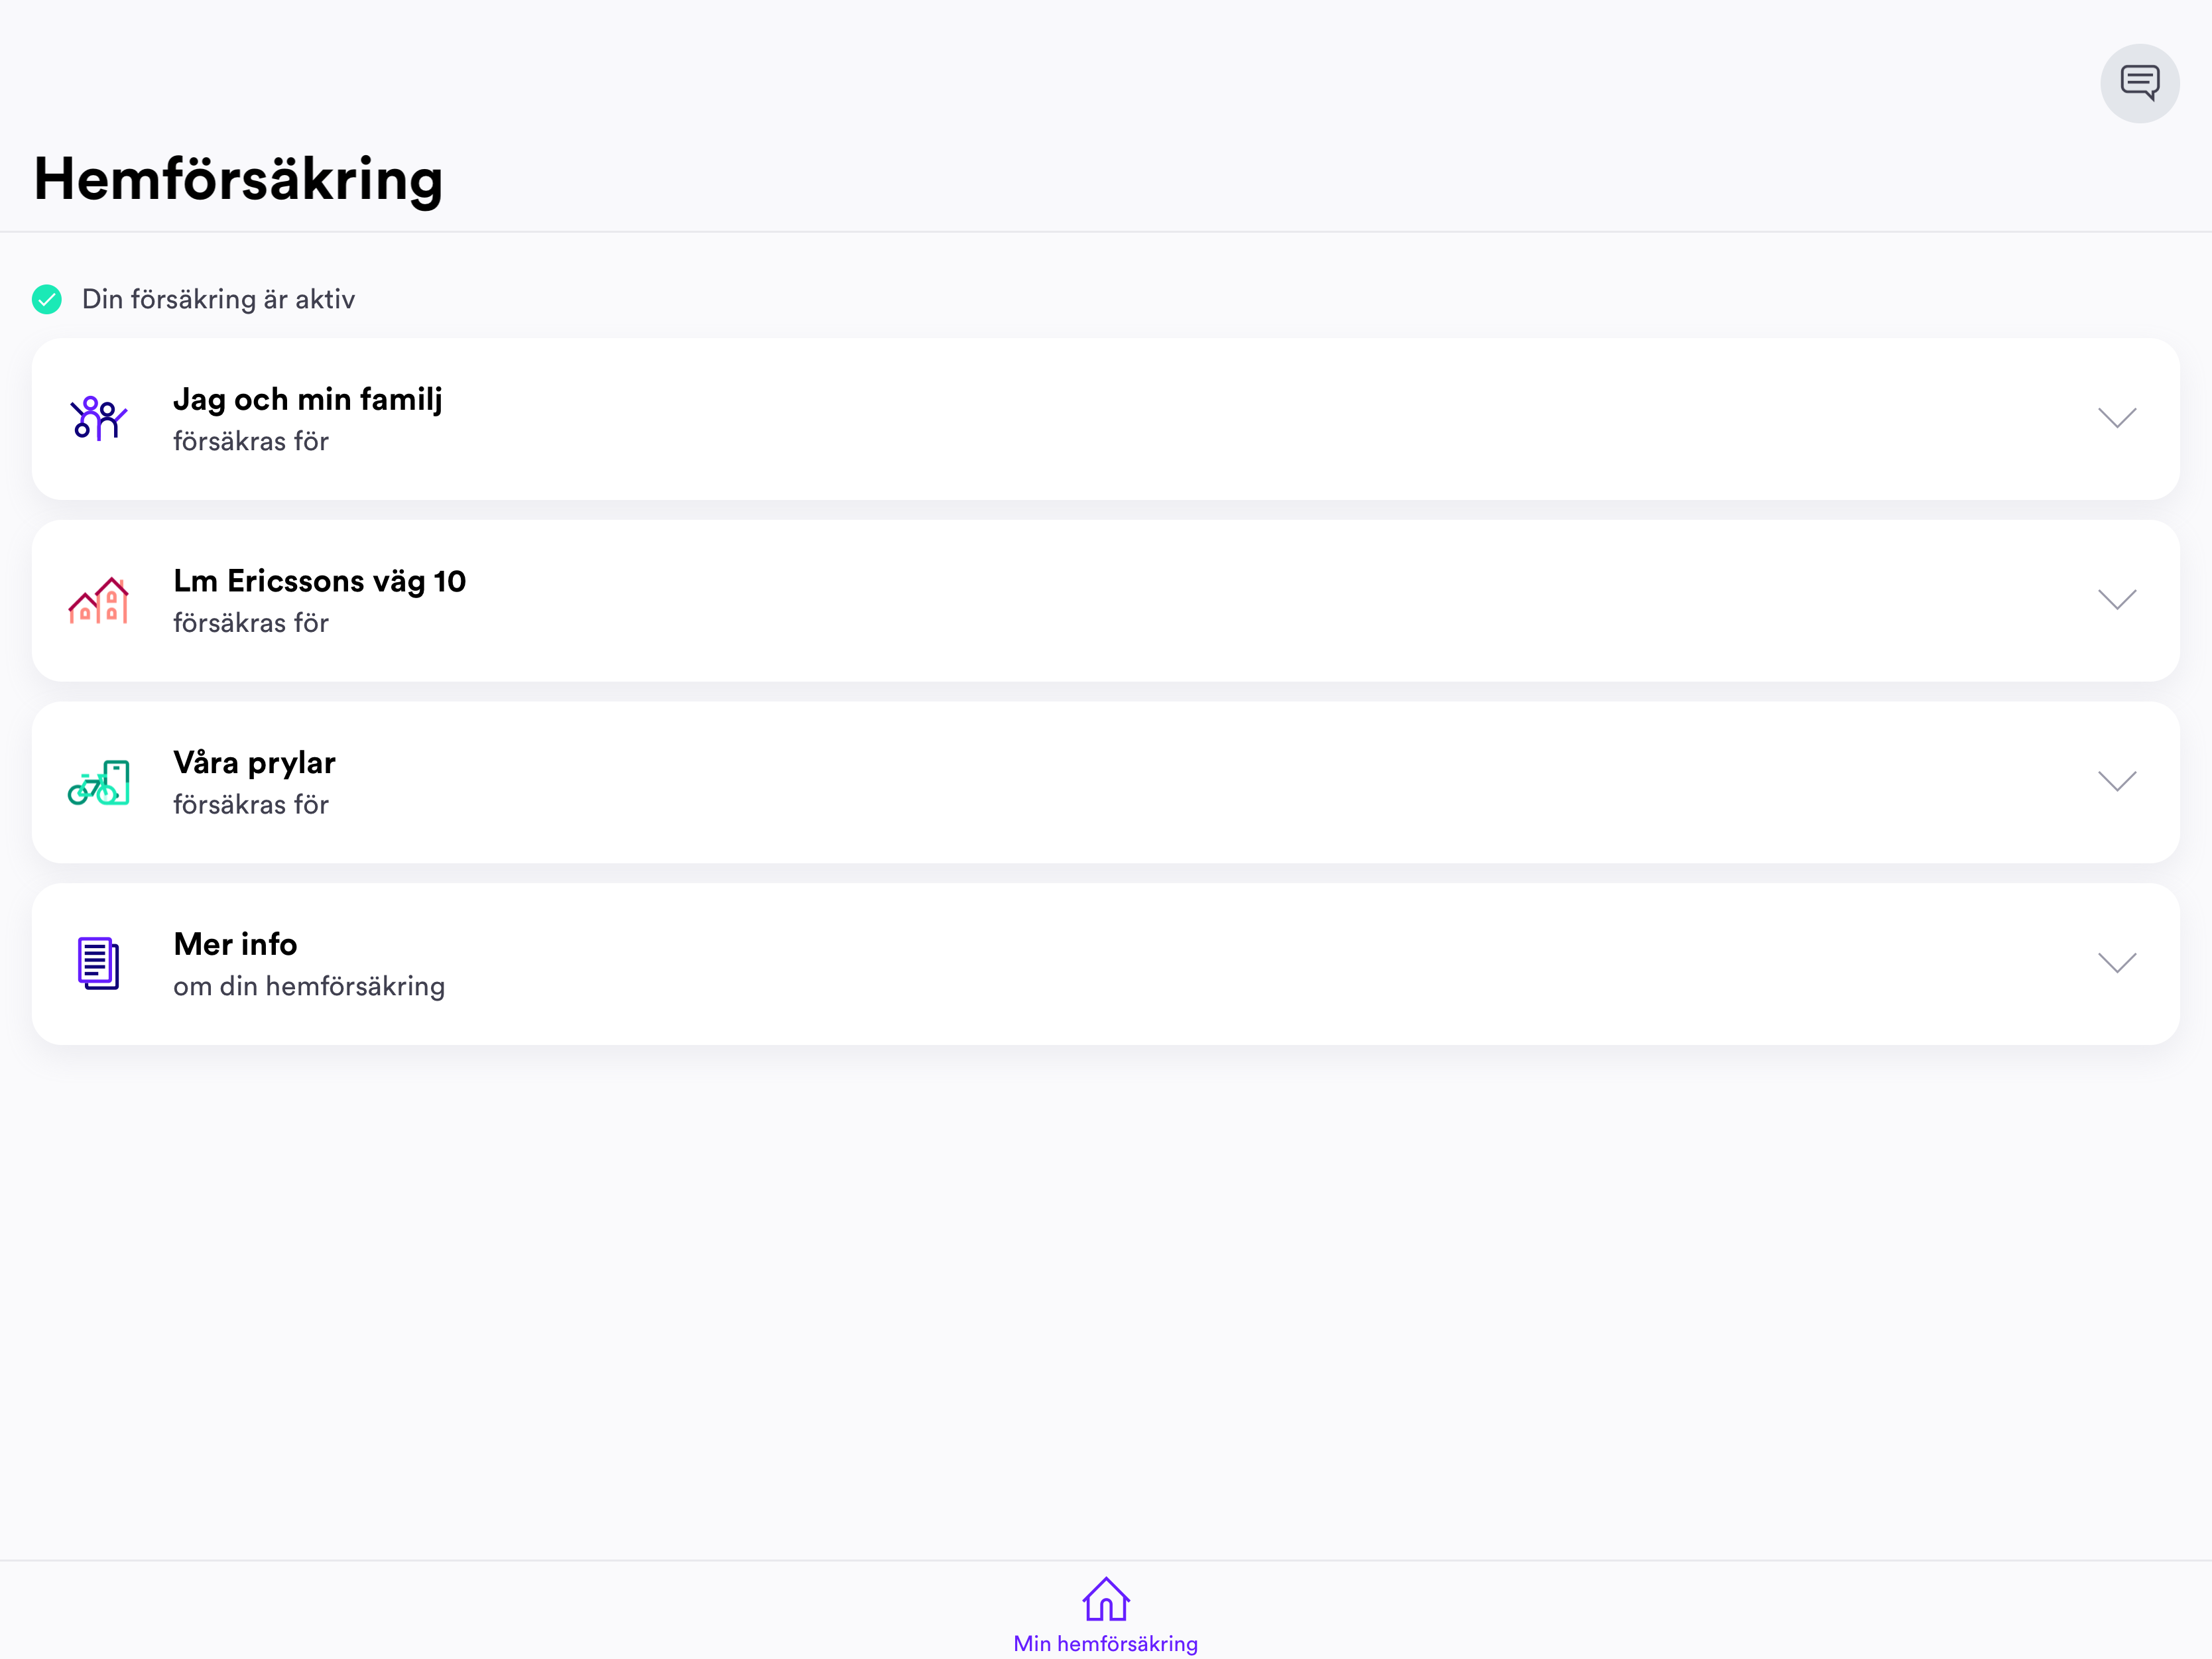 Hemförsäkring
Din försäkring är aktiv
Jag och min familj
försäkras för
Lm Ericssons väg 10
försäkras för
Våra prylar
försäkras för
Mer info
om din hemförsäkring
Min hemförsäkring